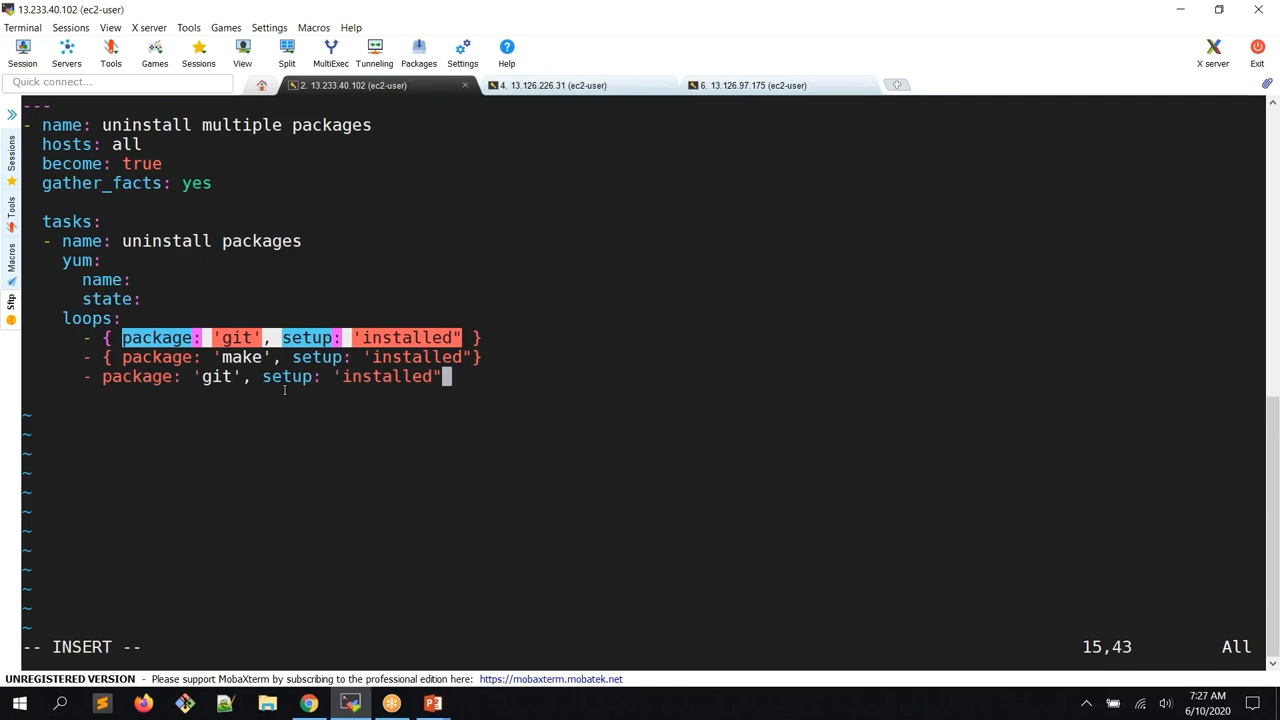 13.233.40.102 (ec2-user)
Terminal Sessions View X server Tools Games Settings Macros Help
Session Servers Tools Games Sessions View Split MultiExec Tunneling Packages Settings Help X server Exit
Quick connect...
2. 13.233.40.102 (ec2-user)
4. 13.126.226.31 (ec2-user)
6. 13.126.97.175 (ec2-user)
Sessions
Tools
Macros
Sftp
---
- name: uninstall multiple packages
  hosts: all
  become: true
  gather_facts: yes
  tasks:
  - name: uninstall packages
    yum:
      name:
      state:
    loops:
      - { package: 'git', setup: 'installed" }
      - { package: 'make', setup: 'installed"}
      - package: 'git', setup: 'installed"
~
~
~
~
~
~
~
~
~
~
~
~
-- INSERT -- 15,43 All
UNREGISTERED VERSION - Please support MobaXterm by subscribing to the professional edition here: https://mobaxterm.mobatek.net
7:27 AM
6/10/2020